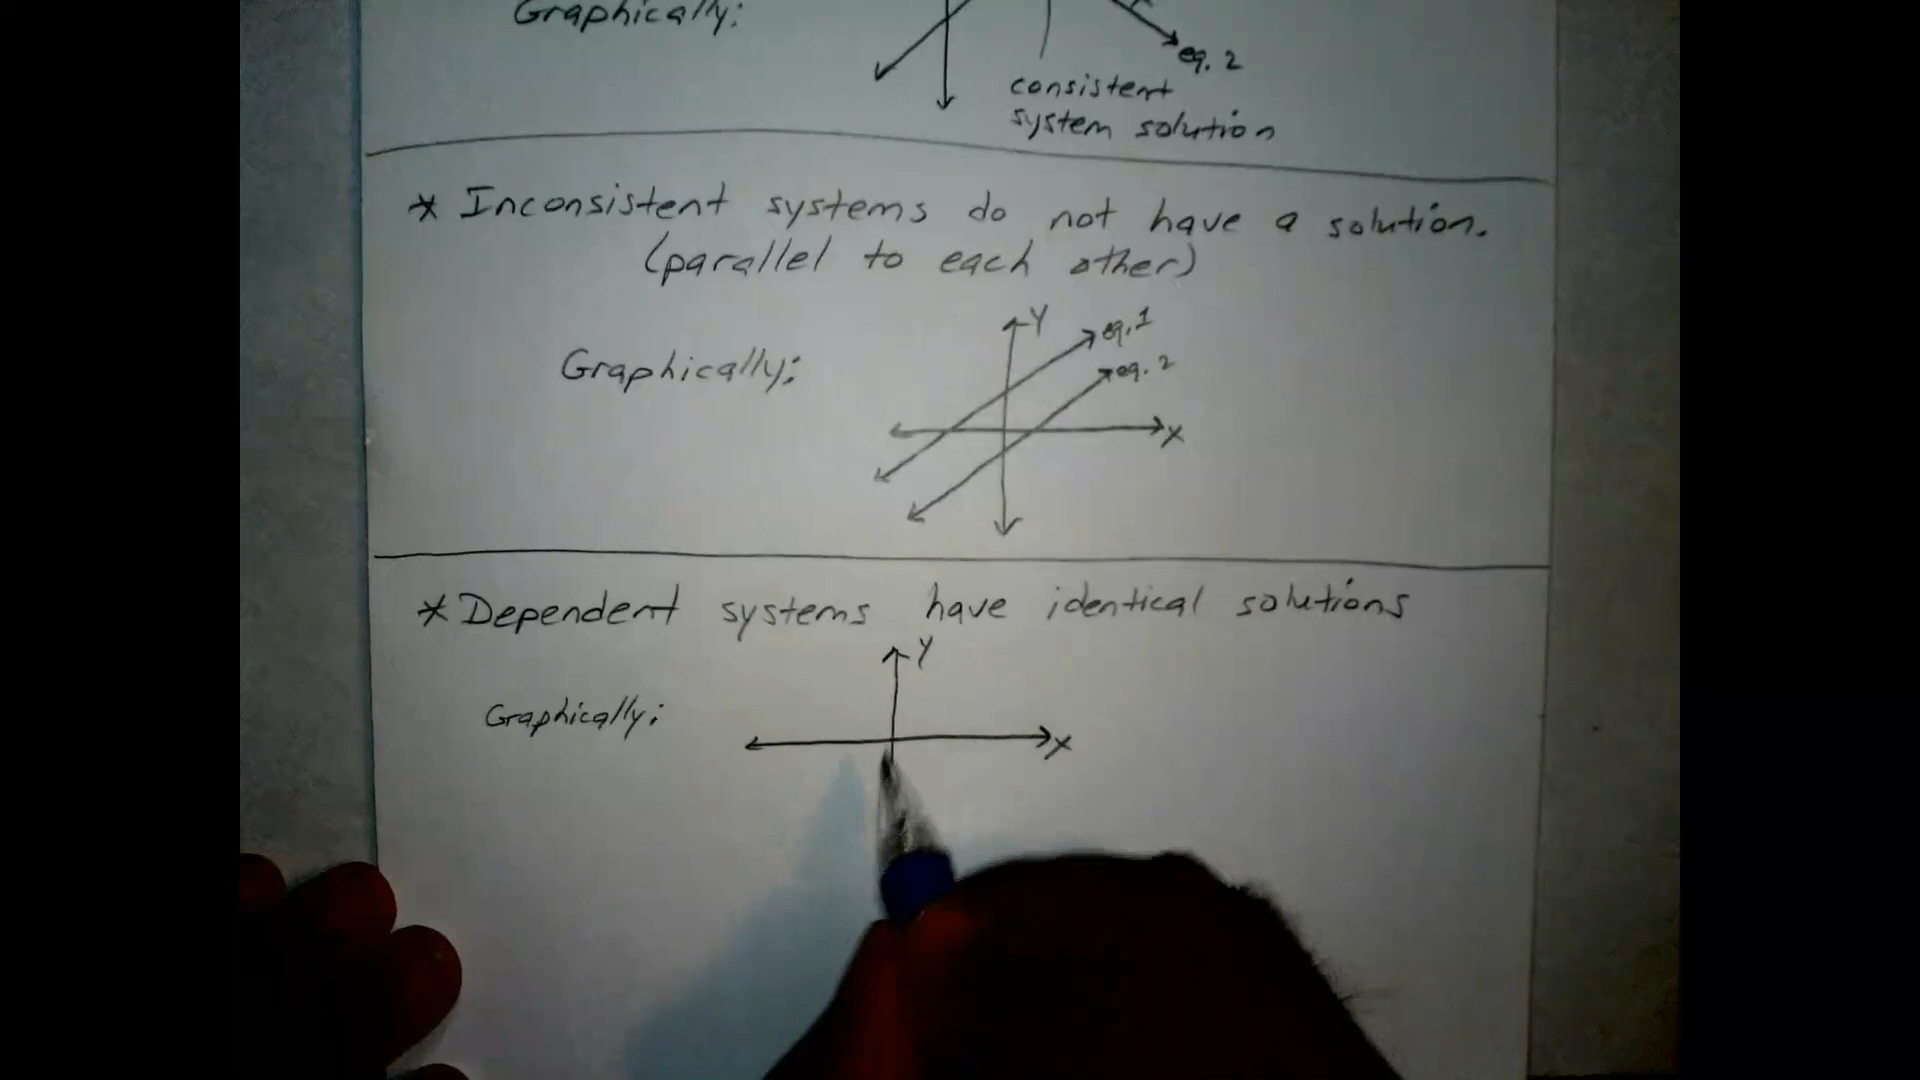 Graphically:
eq. 2
consistent
system solution
* Inconsistent systems do not have a solution.
(parallel to each other)
Y
eq. 1
Graphically:
eq. 2
X
* Dependent systems have identical solutions
Y
Graphically:
X